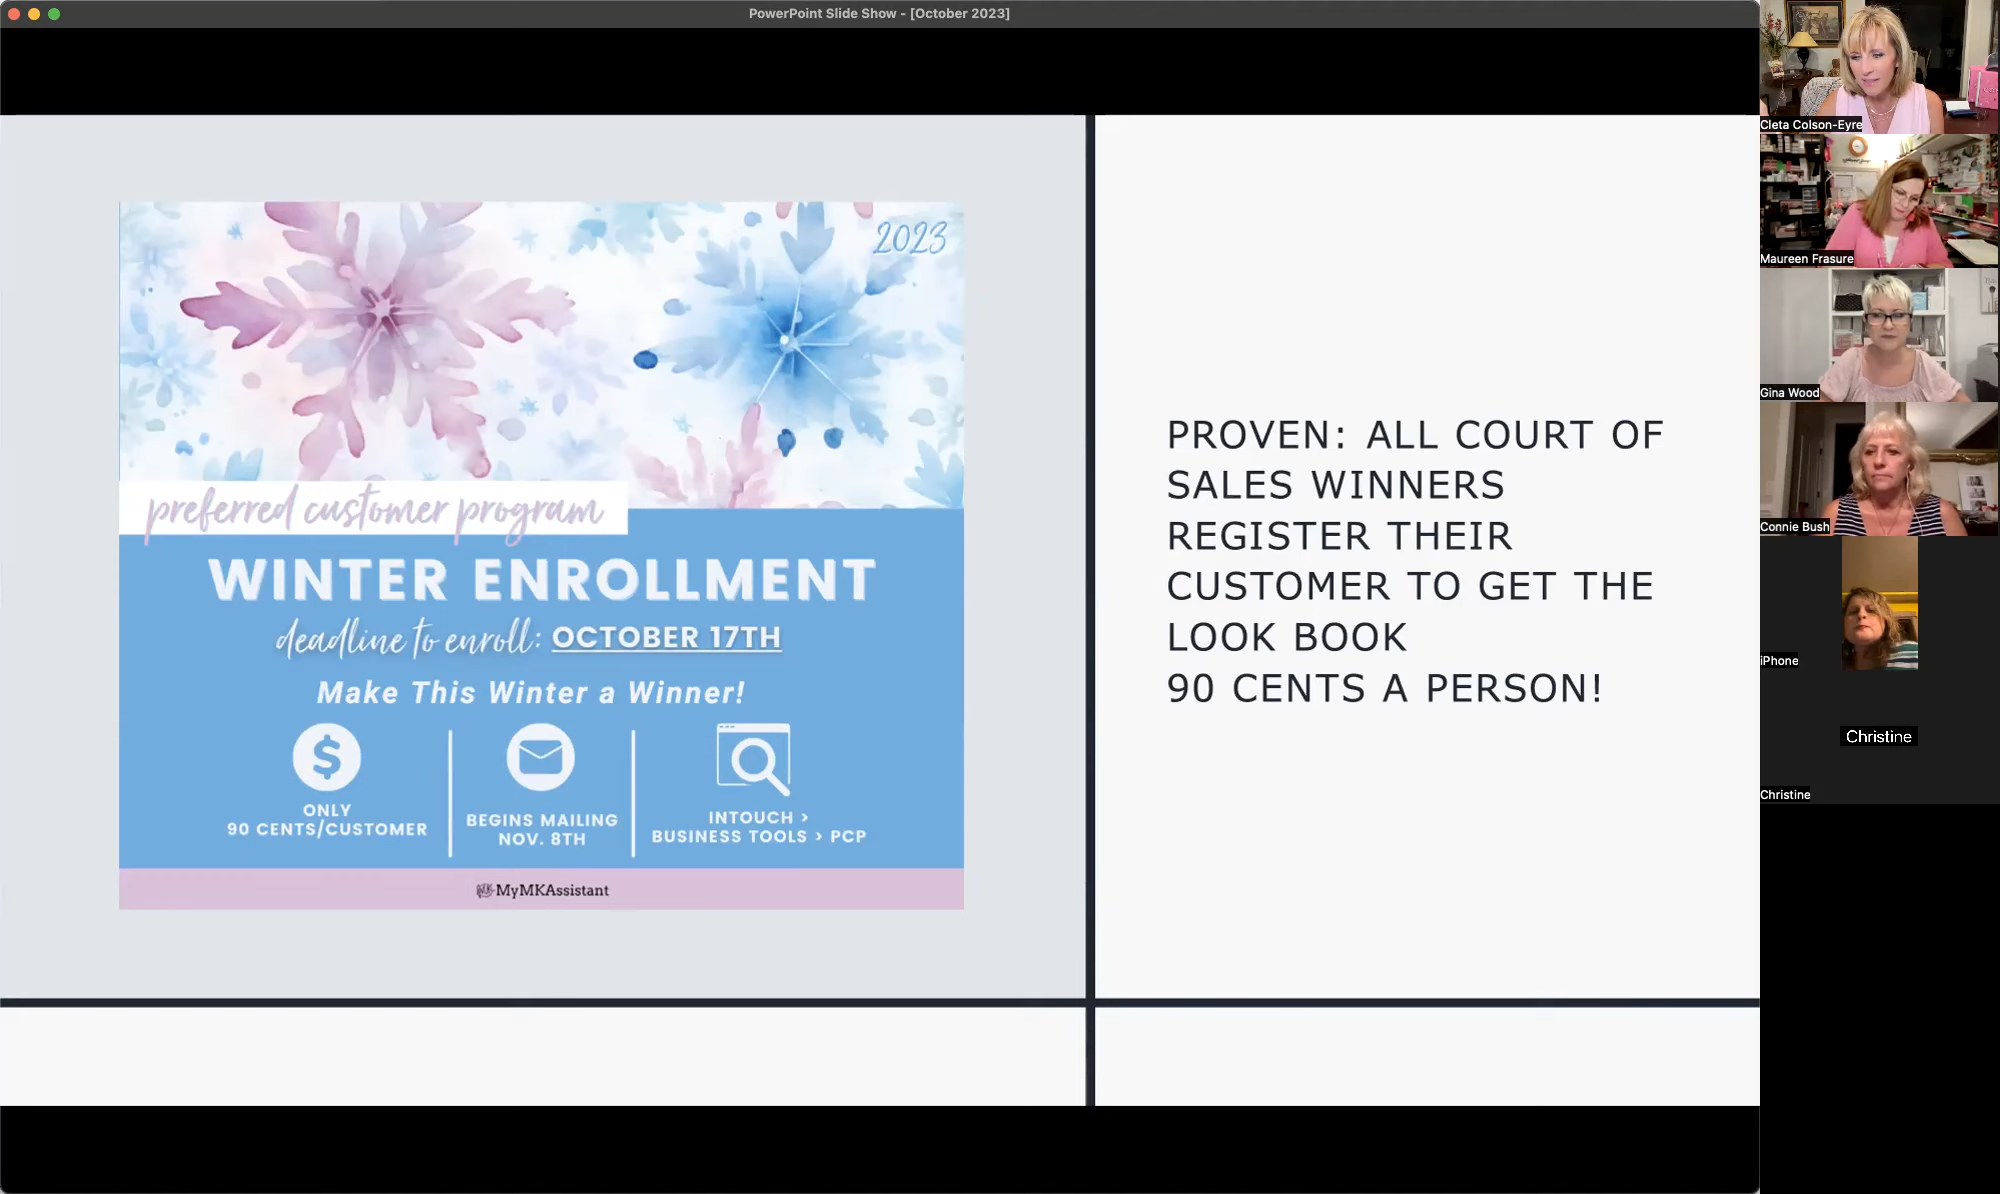 PowerPoint Slide Show - [October 2023]
2023
preferred customer program
WINTER ENROLLMENT
deadline to enroll: OCTOBER 17TH
Make This Winter a Winner!
ONLY
90 CENTS/CUSTOMER
BEGINS MAILING
NOV. 8TH
INTOUCH >
BUSINESS TOOLS > PCP
MyMKAssistant
PROVEN: ALL COURT OF
SALES WINNERS
REGISTER THEIR
CUSTOMER TO GET THE
LOOK BOOK
90 CENTS A PERSON!
Cleta Colson-Eyre
Maureen Frasure
Gina Wood
Connie Bush
iPhone
Christine
Christine